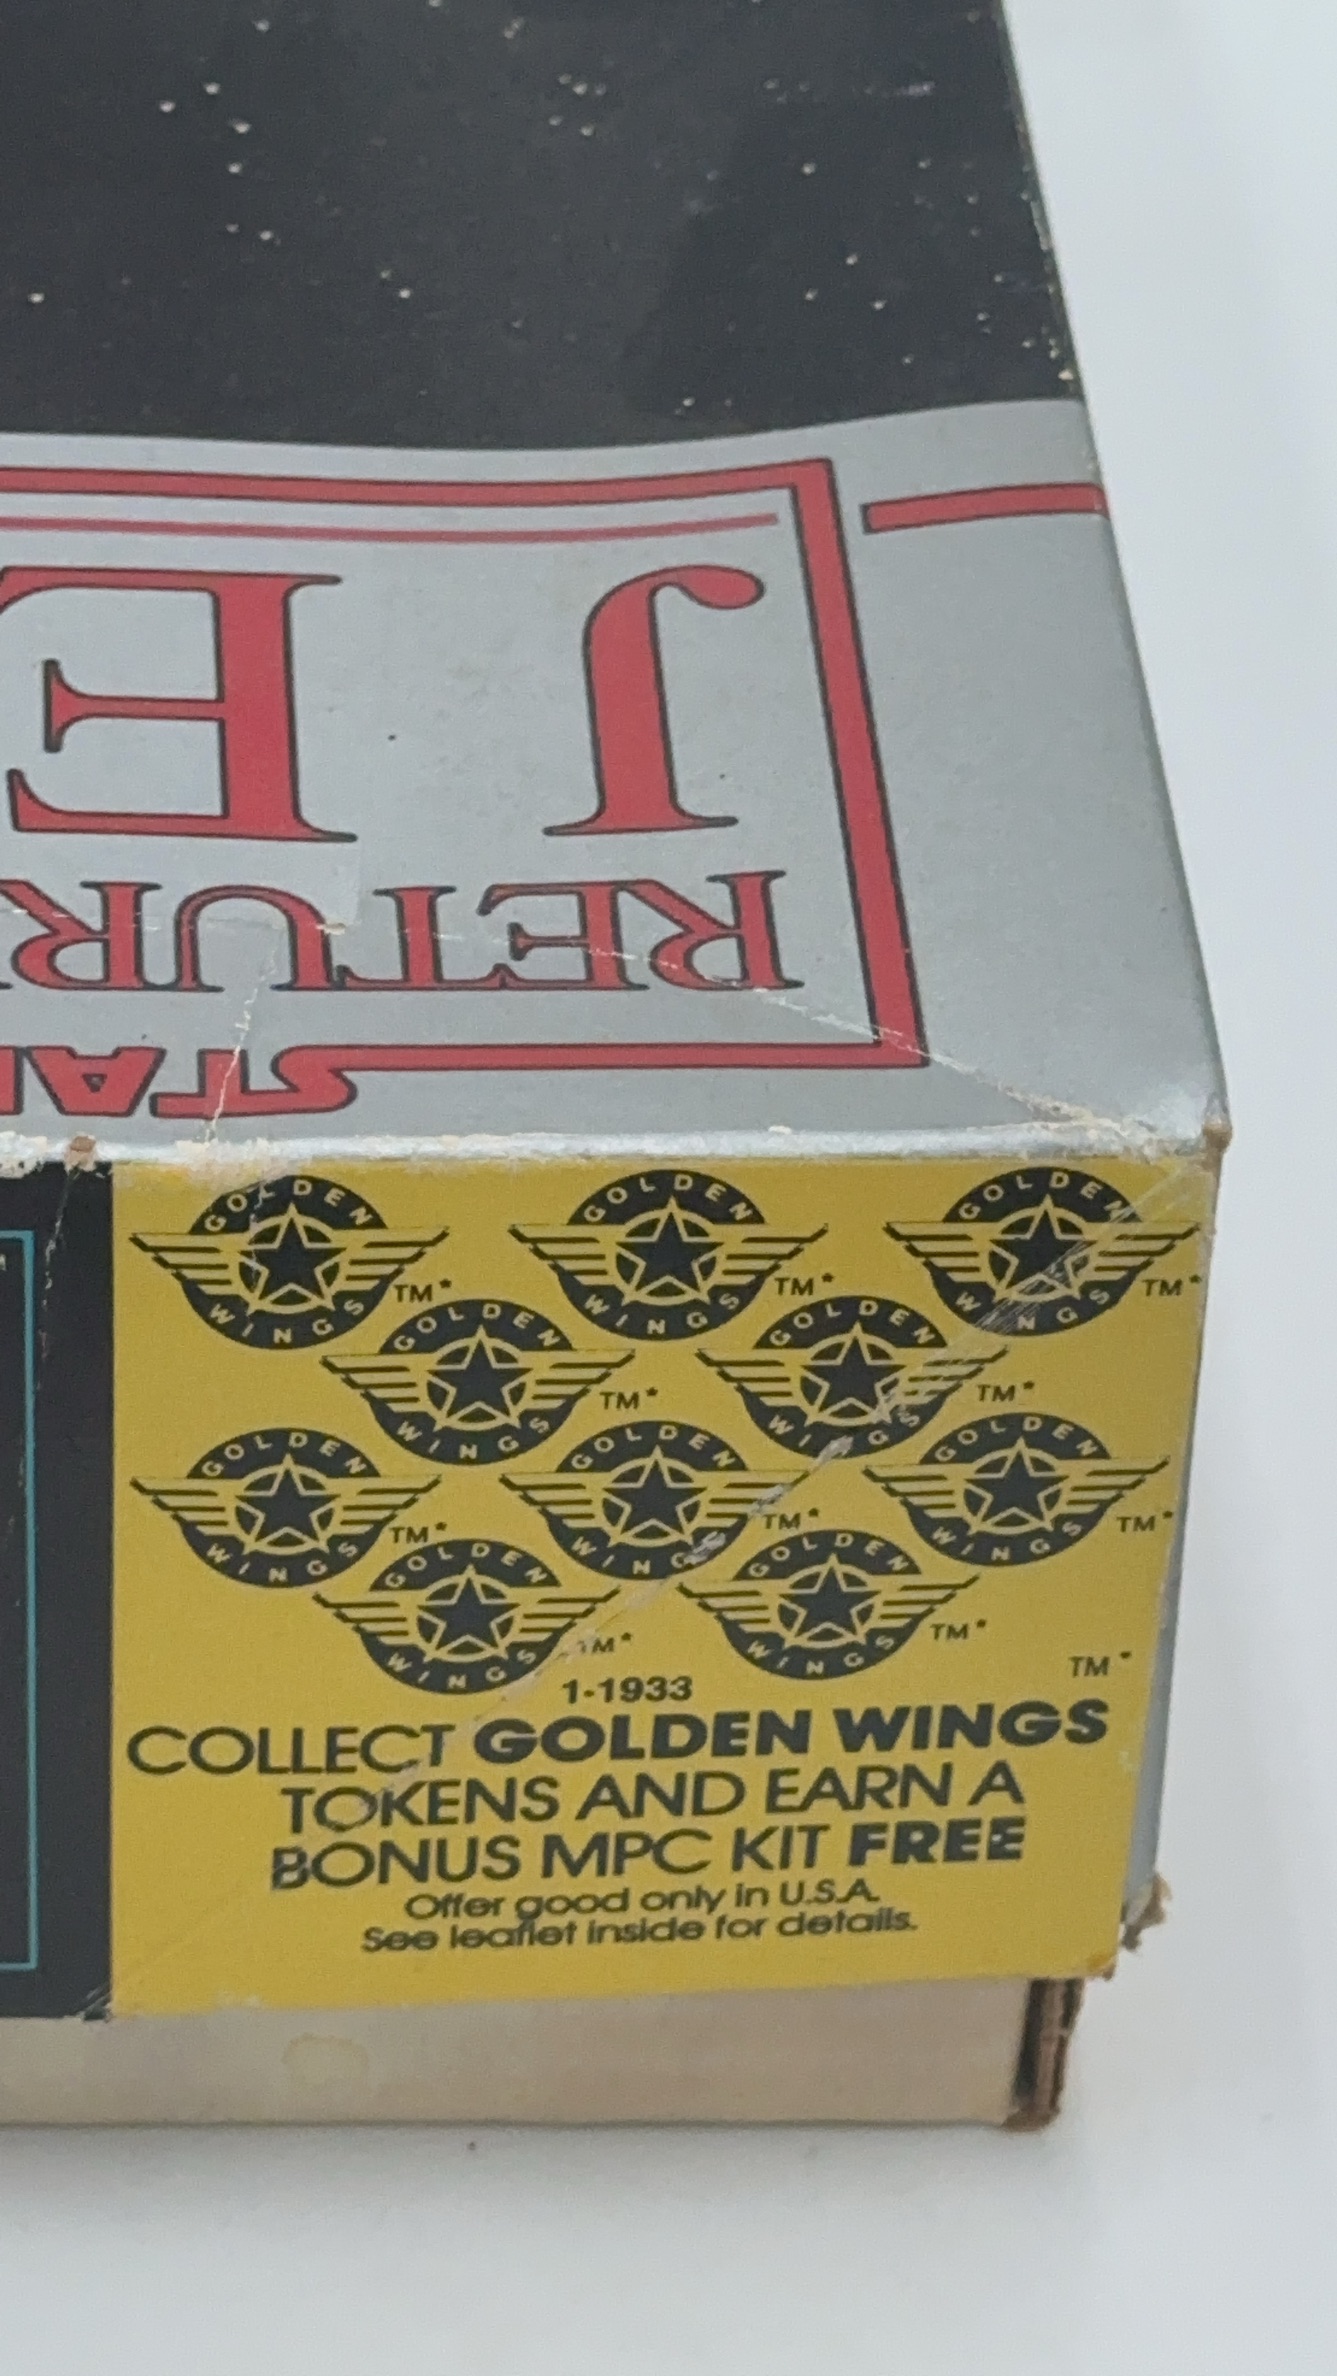 STA
RETUR
JE
GOLDEN WINGS TM* GOLDEN WINGS TM* GOLDEN WINGS TM*
GOLDEN WINGS TM* GOLDEN WINGS TM*
GOLDEN WINGS TM* GOLDEN WINGS TM* GOLDEN WINGS TM*
GOLDEN WINGS TM* GOLDEN WINGS TM*
TM*
1-1933
COLLECT GOLDEN WINGS
TOKENS AND EARN A
BONUS MPC KIT FREE
Offer good only in U.S.A.
See leaflet inside for details.